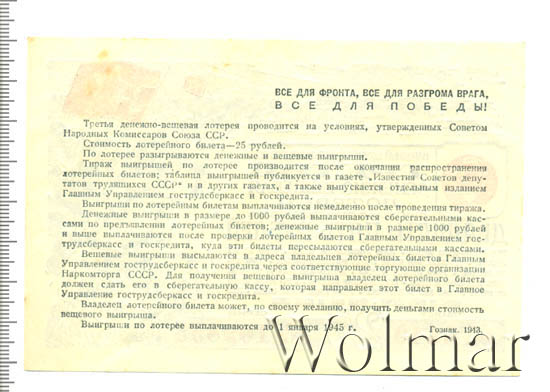 ВСЕ ДЛЯ ФРОНТА, ВСЕ ДЛЯ РАЗГРОМА ВРАГА,
ВСЕ ДЛЯ ПОБЕДЫ!
Третья денежно-вещевая лотерея проводится на условиях, утвержденных Советом
Народных Комиссаров Союза ССР.
Стоимость лотерейного билета—25 рублей.
По лотерее разыгрываются денежные и вещевые выигрыши.
Тираж выигрышей по лотерее производится после окончания распространения
лотерейных билетов; таблица выигрышей публикуется в газете „Известия Советов депу-
татов трудящихся СССР“ и в других газетах, а также выпускается отдельным изданием
Главным Управлением гострудсберкасс и госкредита.
Выигрыши по лотерейным билетам выплачиваются немедленно после проведения тиража.
Денежные выигрыши в размере до 1000 рублей выплачиваются сберегательными кас-
сами по предъявлении лотерейных билетов; денежные выигрыши в размере 1000 рублей
и выше выплачиваются после проверки лотерейных билетов Главным Управлением гос-
трудсберкасс и госкредита, куда эти билеты пересылаются сберегательными кассами.
Вещевые выигрыши высылаются в адреса владельцев лотерейных билетов Главным
Управлением гострудсберкасс и госкредита через соответствующие торгующие организации
Наркомторга СССР. Для получения вещевого выигрыша владелец лотерейного билета
должен сдать его в сберегательную кассу, которая направляет этот билет в Главное
Управление гострудсберкасс и госкредита.
Владелец лотерейного билета может, по своему желанию, получить деньгами стоимость
вещевого выигрыша.
Выигрыши по лотерее выплачиваются до 1 января 1945 г.
Гознак. 1943.
Wolmar